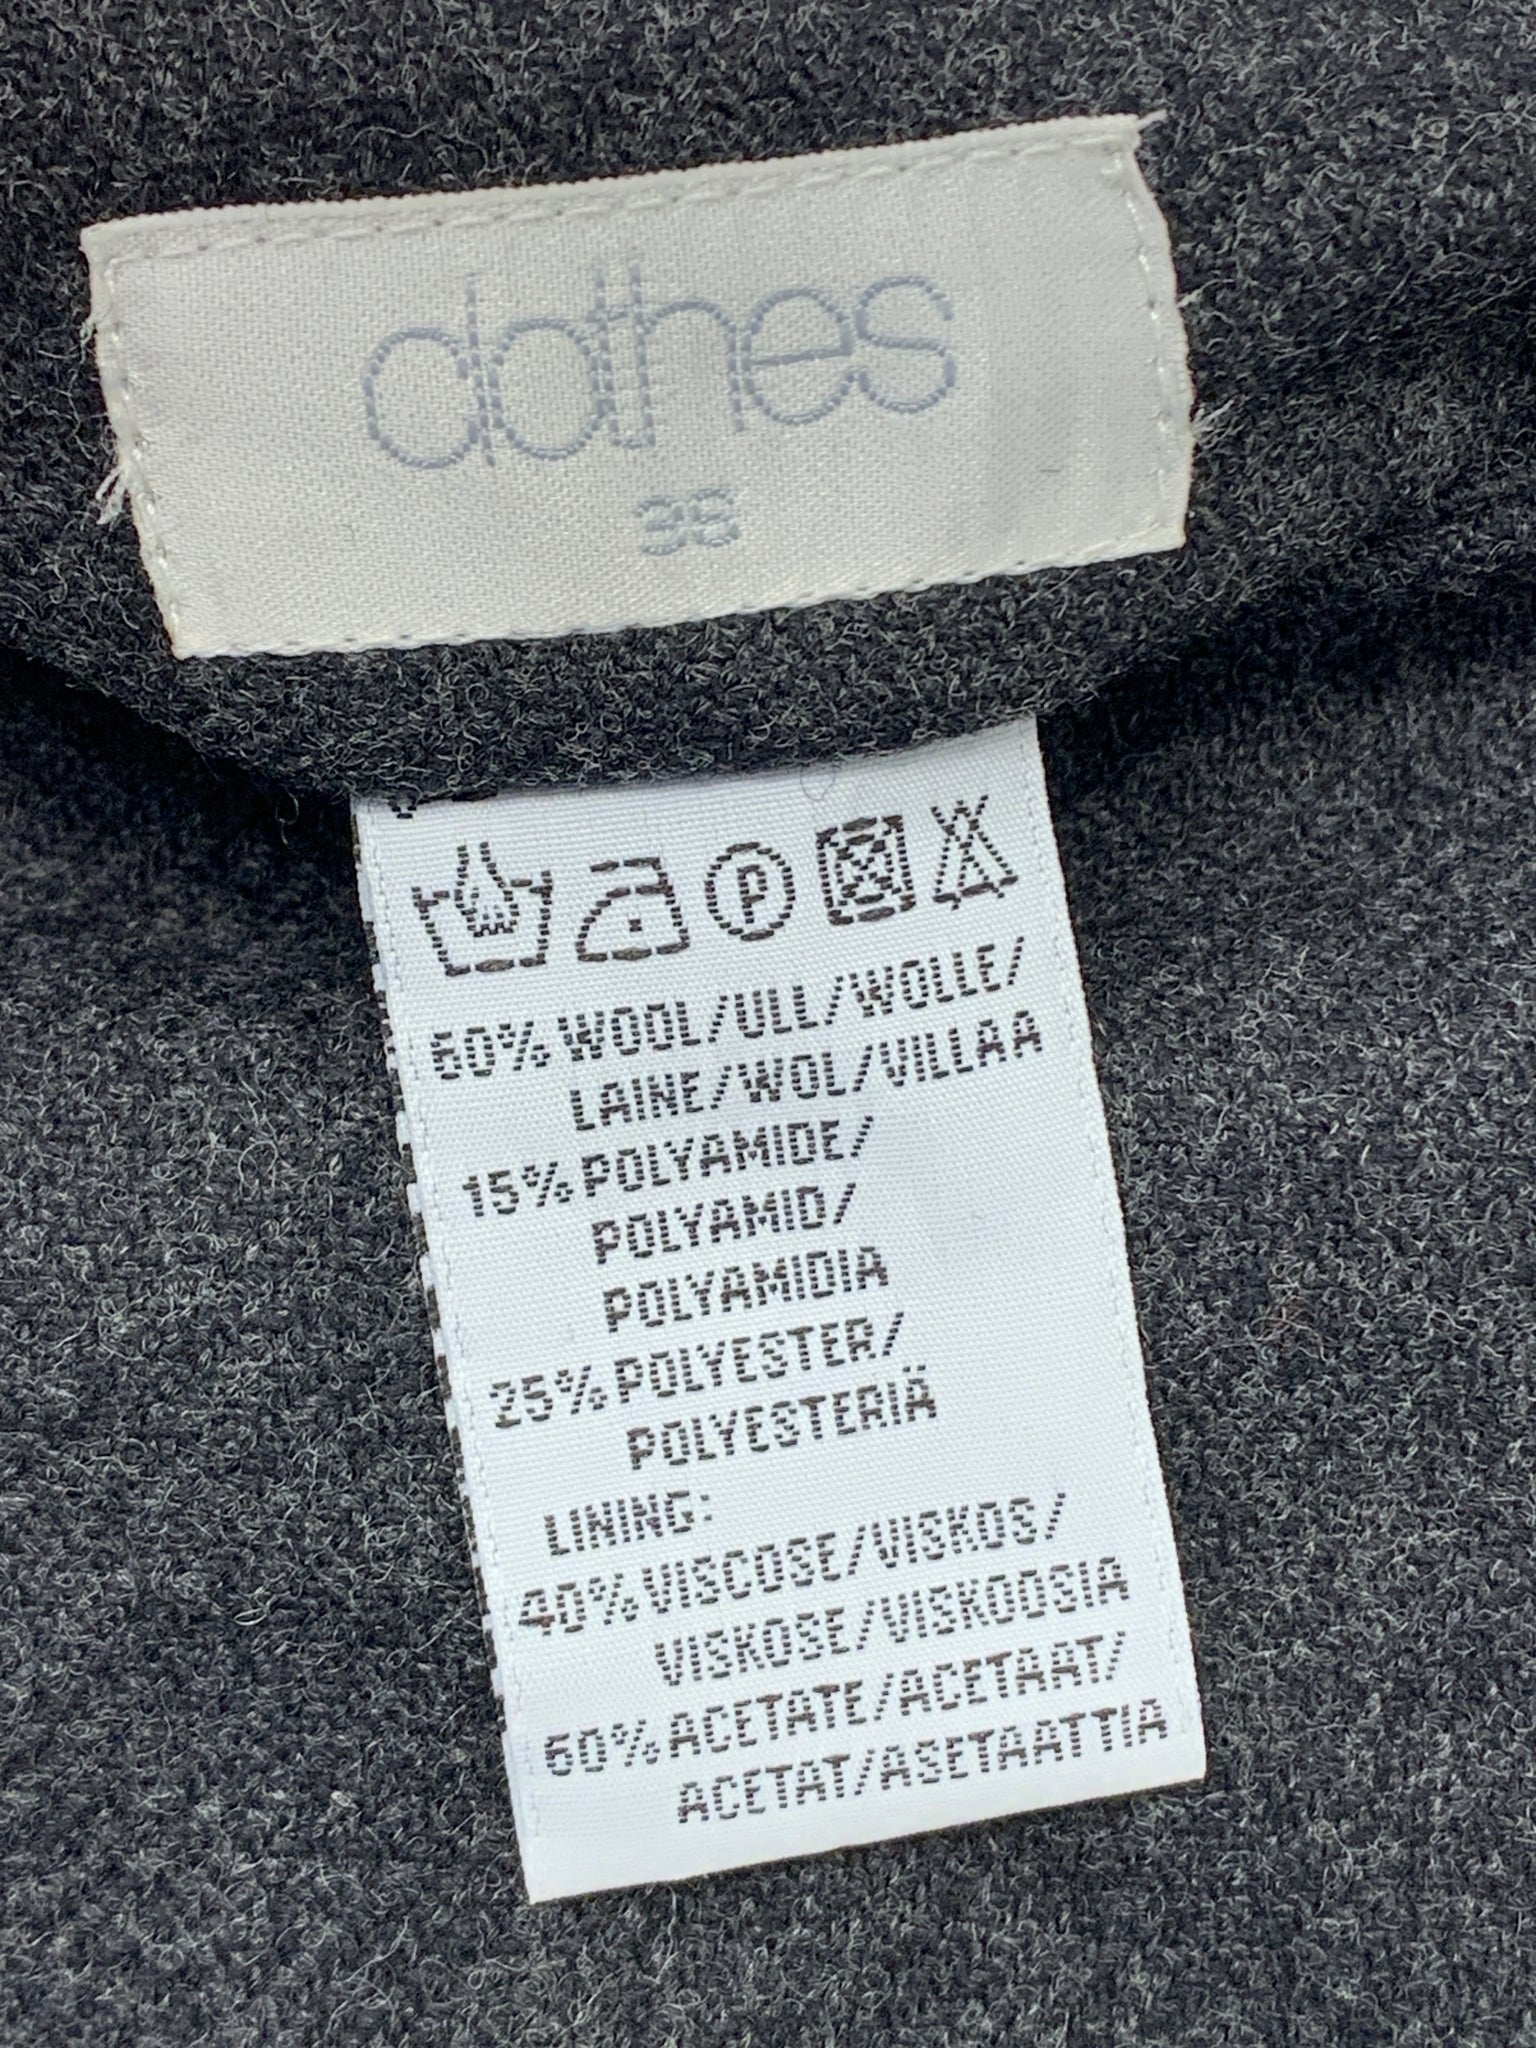 clothes
36
P
60% WOOL/ULL/WOLLE/
LAINE/WOL/VILLAA
15% POLYAMIDE/
POLYAMID/
POLYAMIDIA
25% POLYESTER/
POLYESTERIÄ
LINING:
40% VISCOSE/VISKOS/
VISKOSE/VISKOOSIA
60% ACETATE/ACETAAT/
ACETAT/ASETAATTIA